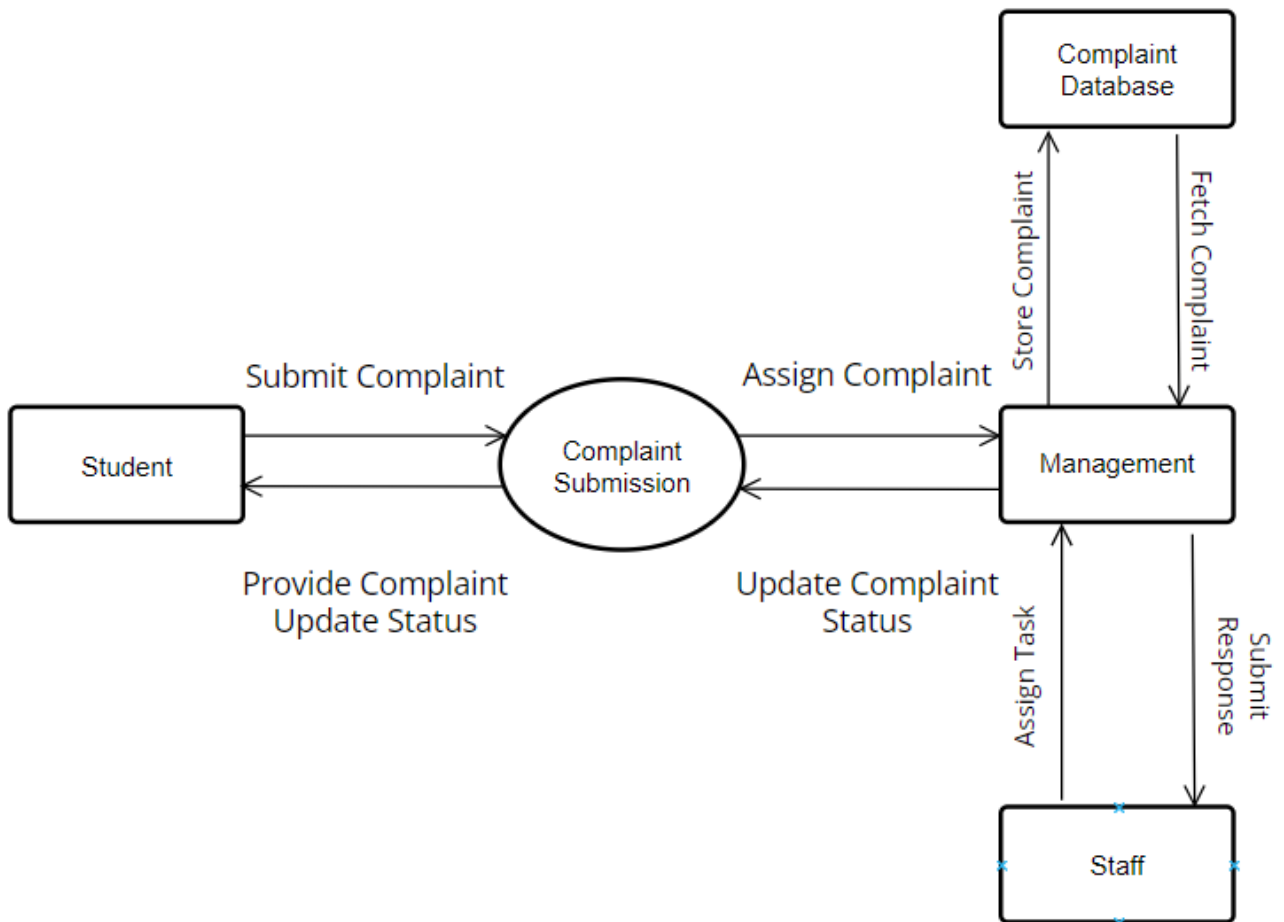 Complaint
Database
Store Complaint
Fetch Complaint
Submit Complaint
Assign Complaint
Student
Complaint
Submission
Management
Provide Complaint
Update Status
Update Complaint
Status
Assign Task
Submit
Response
Staff